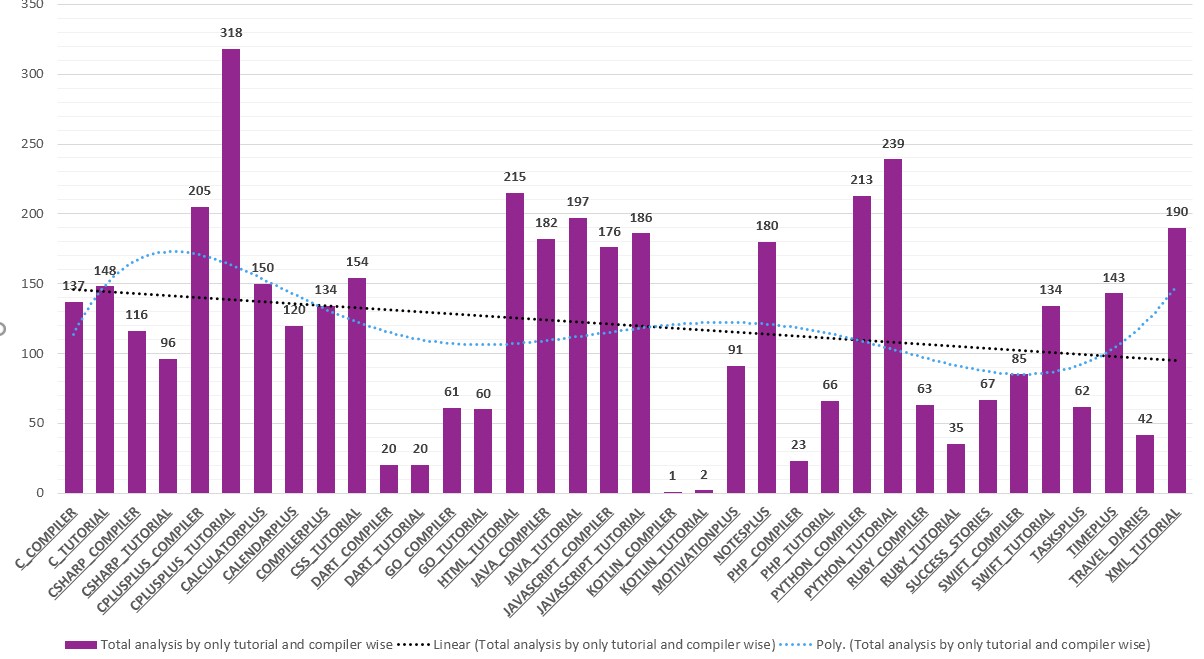 350
300
250
200
150
100
50
0
137
148
116
96
205
318
150
120
134
154
20
20
61
60
215
182
197
176
186
1
2
91
180
23
66
213
239
63
35
67
85
134
62
143
42
190
C_COMPILER
C_TUTORIAL
CSHARP_COMPILER
CSHARP_TUTORIAL
CPLUSPLUS_COMPILER
CPLUSPLUS_TUTORIAL
CALCULATORPLUS
CALENDARPLUS
COMPILERPLUS
CSS_TUTORIAL
DART_COMPILER
DART_TUTORIAL
GO_COMPILER
GO_TUTORIAL
HTML_TUTORIAL
JAVA_COMPILER
JAVA_TUTORIAL
JAVASCRIPT_COMPILER
JAVASCRIPT_TUTORIAL
KOTLIN_COMPILER
KOTLIN_TUTORIAL
MOTIVATIONPLUS
NOTESPLUS
PHP_COMPILER
PHP_TUTORIAL
PYTHON_COMPILER
PYTHON_TUTORIAL
RUBY_COMPILER
RUBY_TUTORIAL
SUCCESS_STORIES
SWIFT_COMPILER
SWIFT_TUTORIAL
TASKSPLUS
TIMEPLUS
TRAVEL_DIARIES
XML_TUTORIAL
Total analysis by only tutorial and compiler wise Linear (Total analysis by only tutorial and compiler wise) Poly. (Total analysis by only tutorial and compiler wise)